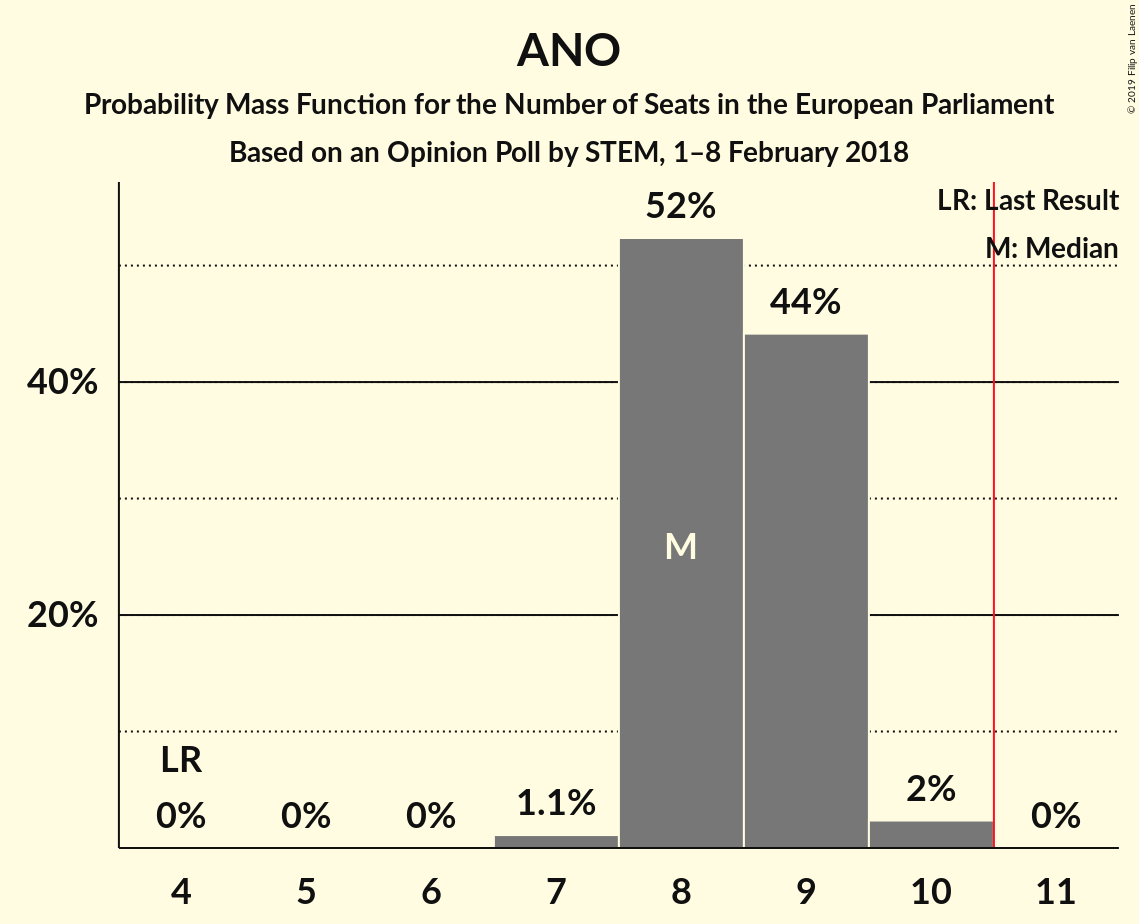 ANO
Probability Mass Function for the Number of Seats in the European Parliament
Based on an Opinion Poll by STEM, 1–8 February 2018
© 2019 Filip van Laenen
LR: Last Result
M: Median
52%
44%
40%
M
20%
LR
0%
0%
0%
1.1%
2%
0%
4
5
6
7
8
9
10
11